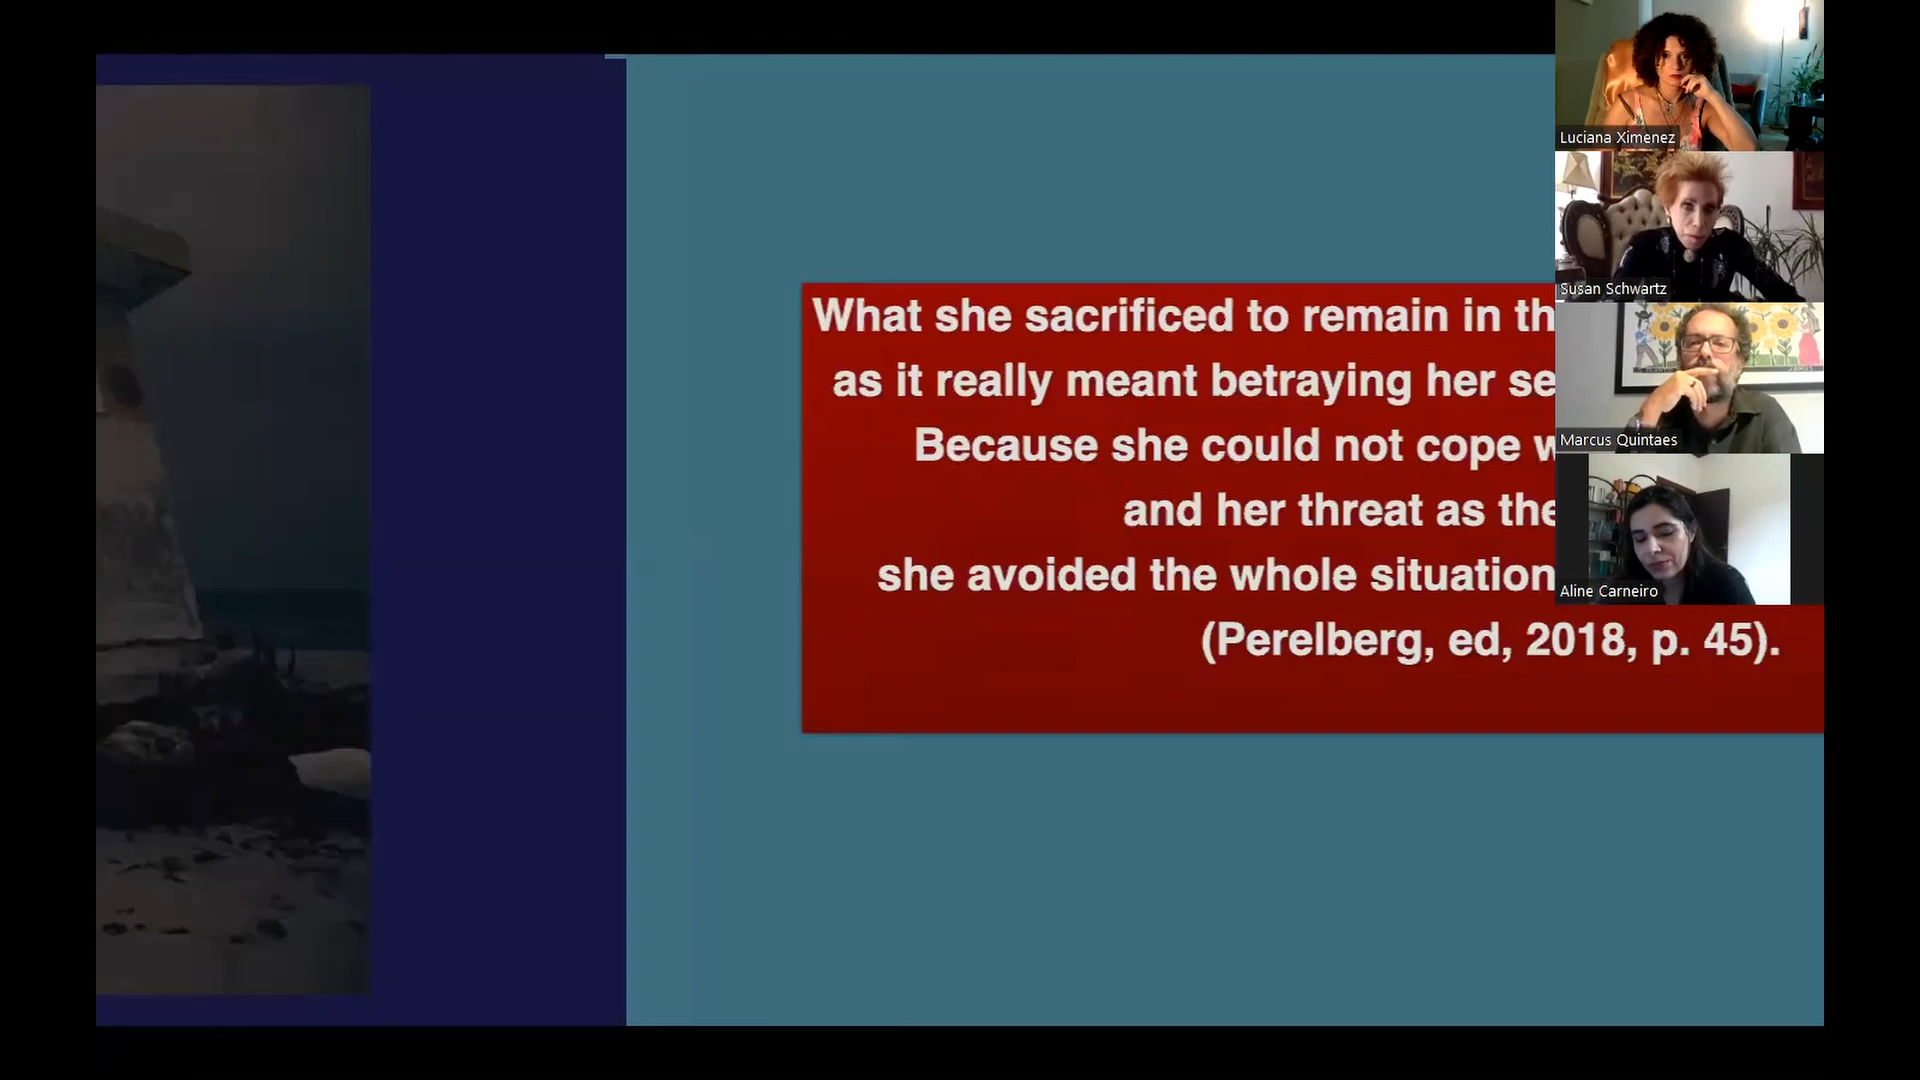 What she sacrificed to remain in th
as it really meant betraying her se
Because she could not cope w
and her threat as the
she avoided the whole situation
(Perelberg, ed, 2018, p. 45).
Luciana Ximenez
Susan Schwartz
Marcus Quintaes
Aline Carneiro